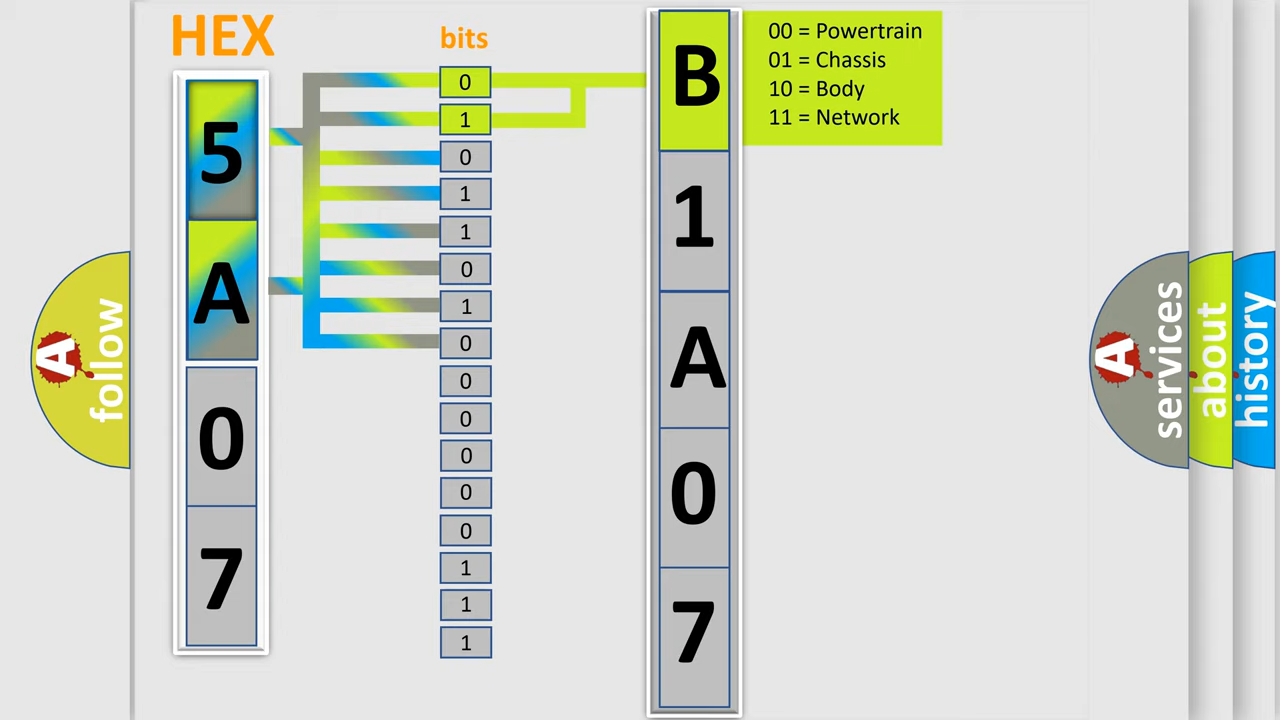 HEX
bits
5
A
0
7
0
1
0
1
1
0
1
0
0
0
0
0
0
1
1
1
B
1
A
0
7
00 = Powertrain
01 = Chassis
10 = Body
11 = Network
A
follow
A
services
about
history